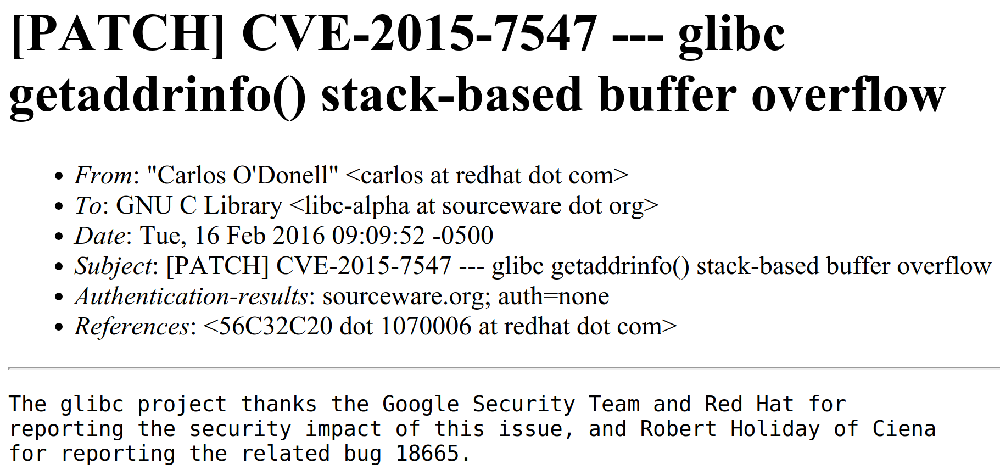 [PATCH] CVE-2015-7547 --- glibc
getaddrinfo() stack-based buffer overflow
• From: "Carlos O'Donell" <carlos at redhat dot com>
• To: GNU C Library <libc-alpha at sourceware dot org>
• Date: Tue, 16 Feb 2016 09:09:52 -0500
• Subject: [PATCH] CVE-2015-7547 --- glibc getaddrinfo() stack-based buffer overflow
• Authentication-results: sourceware.org; auth=none
• References: <56C32C20 dot 1070006 at redhat dot com>
The glibc project thanks the Google Security Team and Red Hat for
reporting the security impact of this issue, and Robert Holiday of Ciena
for reporting the related bug 18665.